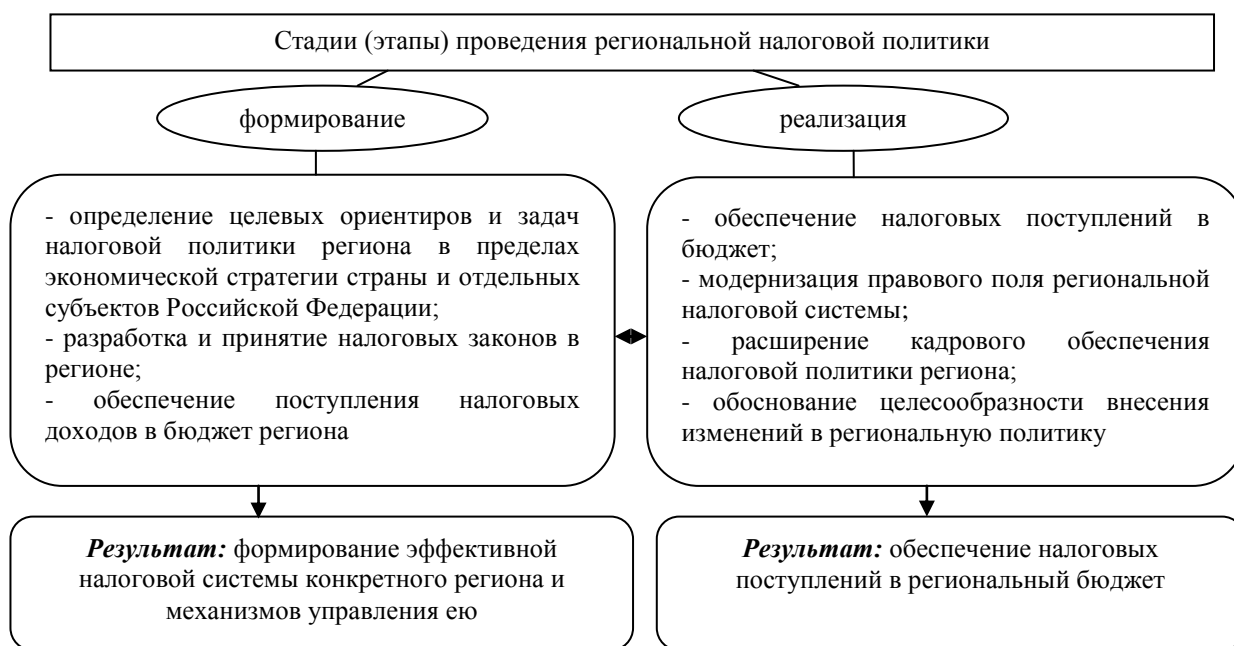 Стадии (этапы) проведения региональной налоговой политики
формирование
реализация
- определение целевых ориентиров и задач
налоговой политики региона в пределах
экономической стратегии страны и отдельных
субъектов Российской Федерации;
- разработка и принятие налоговых законов в
регионе;
- обеспечение поступления налоговых
доходов в бюджет региона
- обеспечение налоговых поступлений в
бюджет;
- модернизация правового поля региональной
налоговой системы;
- расширение кадрового обеспечения
налоговой политики региона;
- обоснование целесообразности внесения
изменений в региональную политику
Результат: формирование эффективной
налоговой системы конкретного региона и
механизмов управления ею
Результат: обеспечение налоговых
поступлений в региональный бюджет